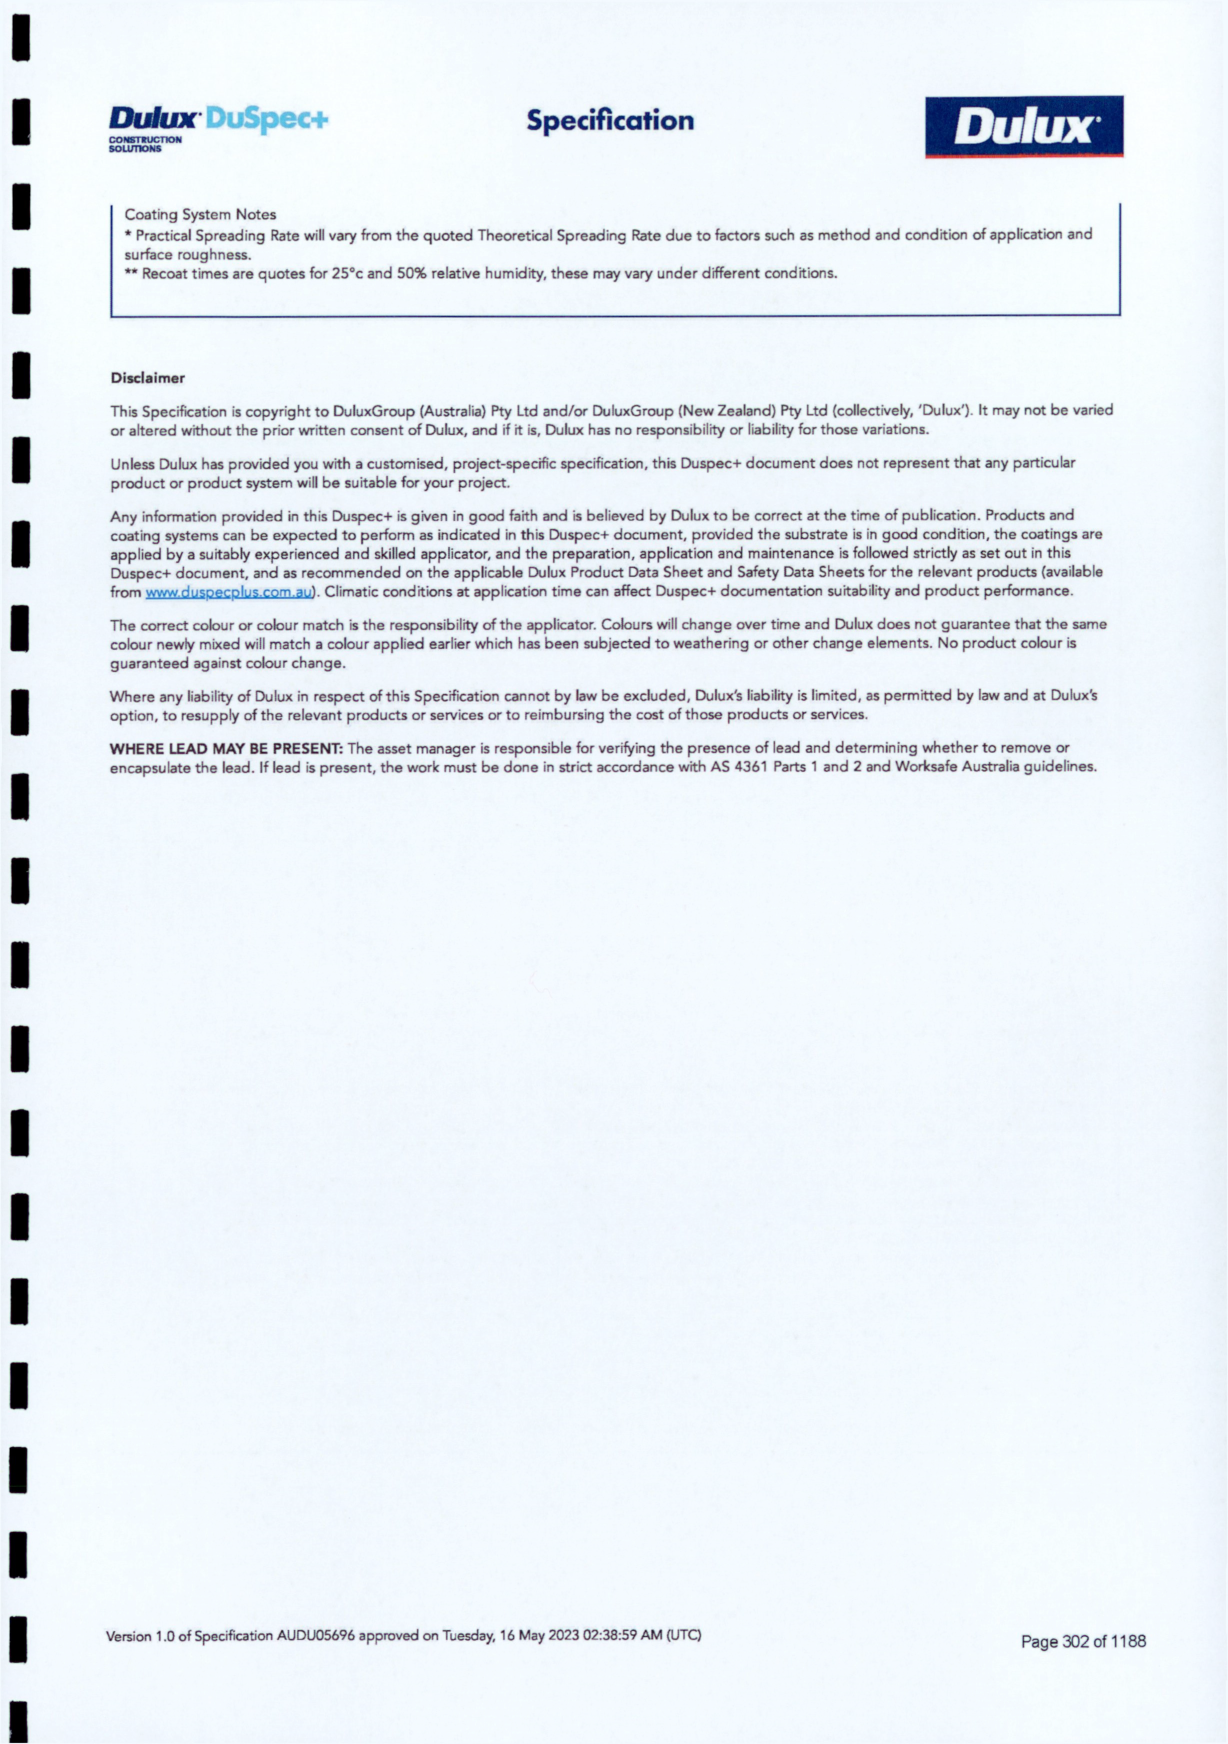 Dulux DuSpec+
CONSTRUCTION
SOLUTIONS
Specification
Dulux
Coating System Notes
* Practical Spreading Rate will vary from the quoted Theoretical Spreading Rate due to factors such as method and condition of application and
surface roughness.
** Recoat times are quotes for 25°c and 50% relative humidity, these may vary under different conditions.
Disclaimer
This Specification is copyright to DuluxGroup (Australia) Pty Ltd and/or DuluxGroup (New Zealand) Pty Ltd (collectively, 'Dulux'). It may not be varied
or altered without the prior written consent of Dulux, and if it is, Dulux has no responsibility or liability for those variations.
Unless Dulux has provided you with a customised, project-specific specification, this Duspec+ document does not represent that any particular
product or product system will be suitable for your project.
Any information provided in this Duspec+ is given in good faith and is believed by Dulux to be correct at the time of publication. Products and
coating systems can be expected to perform as indicated in this Duspec+ document, provided the substrate is in good condition, the coatings are
applied by a suitably experienced and skilled applicator, and the preparation, application and maintenance is followed strictly as set out in this
Duspec+ document, and as recommended on the applicable Dulux Product Data Sheet and Safety Data Sheets for the relevant products (available
from www.duspecplus.com.au). Climatic conditions at application time can affect Duspec+ documentation suitability and product performance.
The correct colour or colour match is the responsibility of the applicator. Colours will change over time and Dulux does not guarantee that the same
colour newly mixed will match a colour applied earlier which has been subjected to weathering or other change elements. No product colour is
guaranteed against colour change.
Where any liability of Dulux in respect of this Specification cannot by law be excluded, Dulux's liability is limited, as permitted by law and at Dulux's
option, to resupply of the relevant products or services or to reimbursing the cost of those products or services.
WHERE LEAD MAY BE PRESENT: The asset manager is responsible for verifying the presence of lead and determining whether to remove or
encapsulate the lead. If lead is present, the work must be done in strict accordance with AS 4361 Parts 1 and 2 and Worksafe Australia guidelines.
Version 1.0 of Specification AUDU05696 approved on Tuesday, 16 May 2023 02:38:59 AM (UTC)
Page 302 of 1188